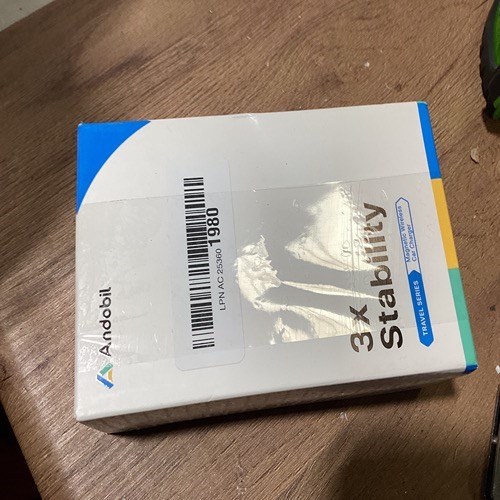 Andobil
LPN AC 25360 1980
3x
Stability
TRAVEL SERIES
Magnetic Wireless
Car Charger